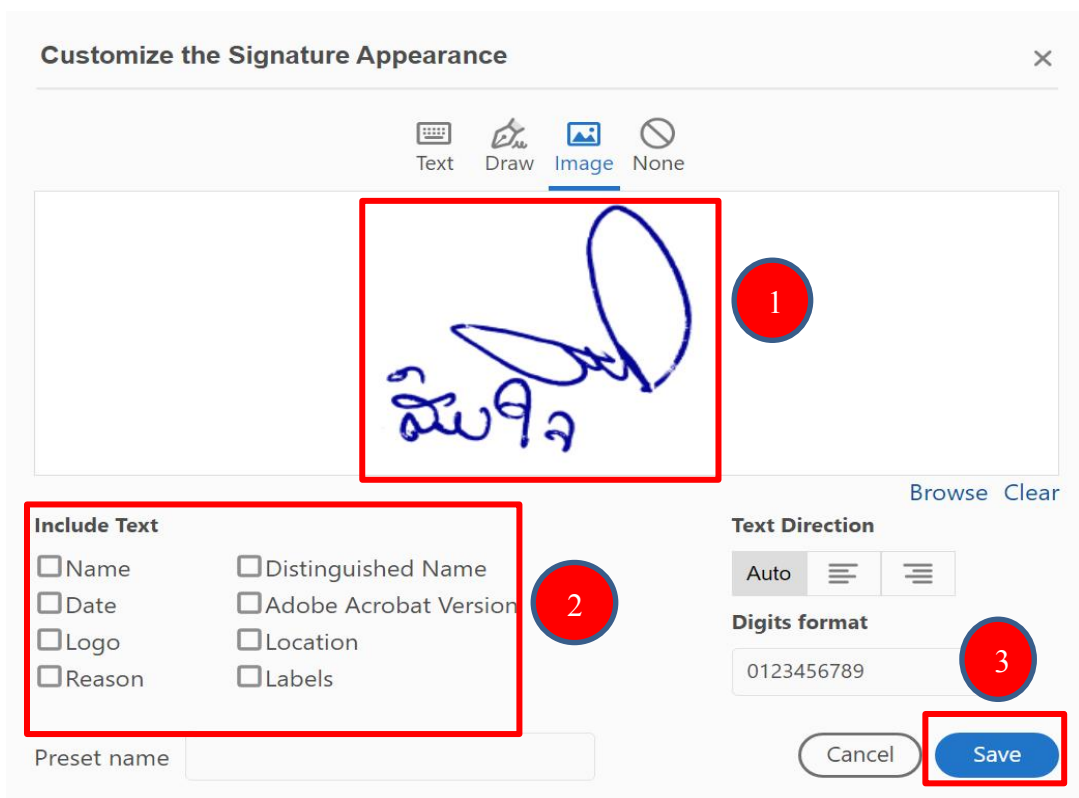 Customize the Signature Appearance
Text Draw Image None
1
Browse Clear
Include Text
Name
Distinguished Name
Date
Adobe Acrobat Version
Logo
Location
Reason
Labels
2
Text Direction
Auto
Digits format
0123456789
3
Preset name
Cancel
Save